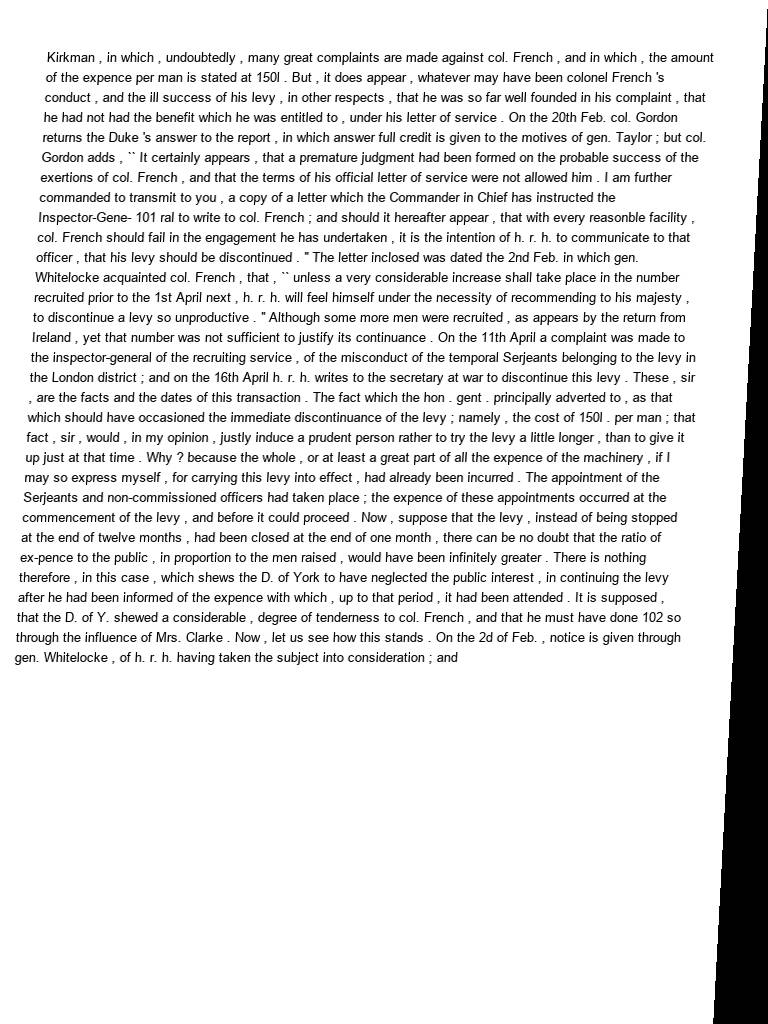 Kirkman , in which , undoubtedly , many great complaints are made against col. French , and in which , the amount
of the expence per man is stated at 150l . But , it does appear , whatever may have been colonel French 's
conduct , and the ill success of his levy , in other respects , that he was so far well founded in his complaint , that
he had not had the benefit which he was entitled to , under his letter of service . On the 20th Feb. col. Gordon
returns the Duke 's answer to the report , in which answer full credit is given to the motives of gen. Taylor ; but col.
Gordon adds , `` It certainly appears , that a premature judgment had been formed on the probable success of the
exertions of col. French , and that the terms of his official letter of service were not allowed him . I am further
commanded to transmit to you , a copy of a letter which the Commander in Chief has instructed the
Inspector-Gene- 101 ral to write to col. French ; and should it hereafter appear , that with every reasonble facility ,
col. French should fail in the engagement he has undertaken , it is the intention of h. r. h. to communicate to that
officer , that his levy should be discontinued . " The letter inclosed was dated the 2nd Feb. in which gen.
Whitelocke acquainted col. French , that , `` unless a very considerable increase shall take place in the number
recruited prior to the 1st April next , h. r. h. will feel himself under the necessity of recommending to his majesty ,
to discontinue a levy so unproductive . " Although some more men were recruited , as appears by the return from
Ireland , yet that number was not sufficient to justify its continuance . On the 11th April a complaint was made to
the inspector-general of the recruiting service , of the misconduct of the temporal Serjeants belonging to the levy in
the London district ; and on the 16th April h. r. h. writes to the secretary at war to discontinue this levy . These , sir
, are the facts and the dates of this transaction . The fact which the hon . gent . principally adverted to , as that
which should have occasioned the immediate discontinuance of the levy ; namely , the cost of 150l . per man ; that
fact , sir , would , in my opinion , justly induce a prudent person rather to try the levy a little longer , than to give it
up just at that time . Why ? because the whole , or at least a great part of all the expence of the machinery , if I
may so express myself , for carrying this levy into effect , had already been incurred . The appointment of the
Serjeants and non-commissioned officers had taken place ; the expence of these appointments occurred at the
commencement of the levy , and before it could proceed . Now , suppose that the levy , instead of being stopped
at the end of twelve months , had been closed at the end of one month , there can be no doubt that the ratio of
ex-pence to the public , in proportion to the men raised , would have been infinitely greater . There is nothing
therefore , in this case , which shews the D. of York to have neglected the public interest , in continuing the levy
after he had been informed of the expence with which , up to that period , it had been attended . It is supposed ,
that the D. of Y. shewed a considerable , degree of tenderness to col. French , and that he must have done 102 so
through the influence of Mrs. Clarke . Now , let us see how this stands . On the 2d of Feb. , notice is given through
gen. Whitelocke , of h. r. h. having taken the subject into consideration ; and